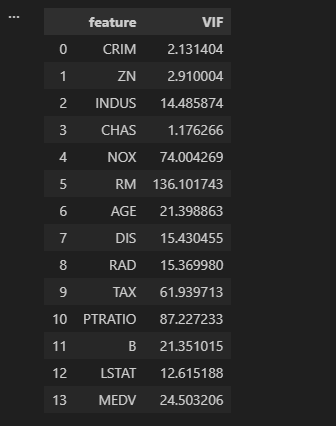 ...
feature VIF
0 CRIM 2.131404
1 ZN 2.910004
2 INDUS 14.485874
3 CHAS 1.176266
4 NOX 74.004269
5 RM 136.101743
6 AGE 21.398863
7 DIS 15.430455
8 RAD 15.369980
9 TAX 61.939713
10 PTRATIO 87.227233
11 B 21.351015
12 LSTAT 12.615188
13 MEDV 24.503206